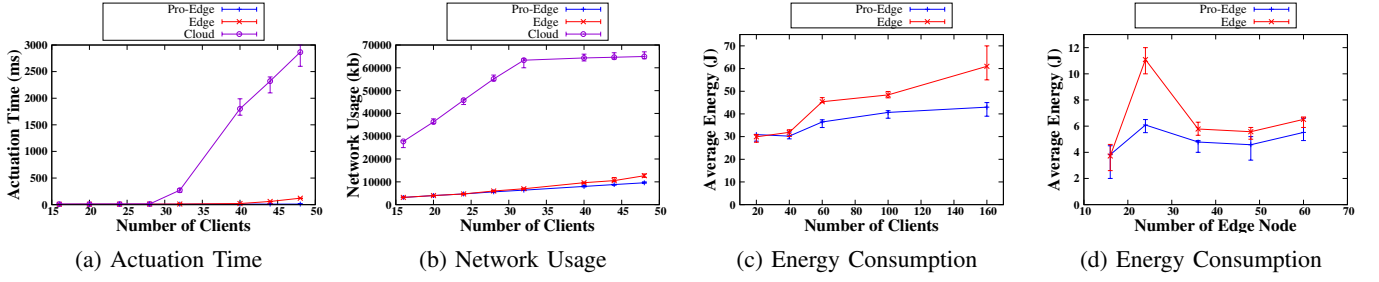 Pro-Edge
Edge
Cloud
3000
2500
2000
1500
1000
500
0
Actuation Time (ms)
10 15 20 25 30 35 40 45 50
Number of Clients
(a) Actuation Time
Pro-Edge
Edge
Cloud
70000
60000
50000
40000
30000
20000
10000
0
Network Usage (kb)
15 20 25 30 35 40 45 50
Number of Clients
(b) Network Usage
Pro-Edge
Edge
70
60
50
40
30
20
10
0
Average Energy (J)
20 40 60 80 100 120 140 160
Number of Clients
(c) Energy Consumption
Pro-Edge
Edge
12
10
8
6
4
2
0
Average Energy (J)
10 20 30 40 50 60 70
Number of Edge Node
(d) Energy Consumption